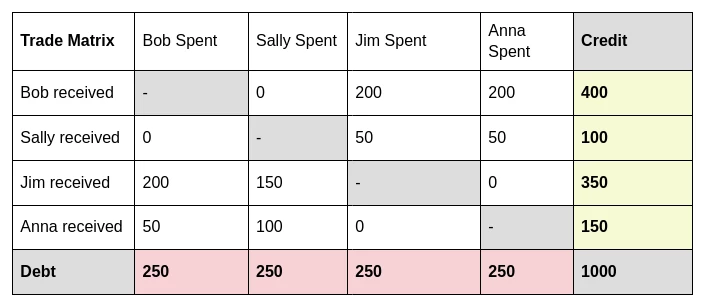 Trade Matrix Bob Spent Sally Spent Jim Spent Anna Spent Credit
Bob received - 0 200 200 400
Sally received 0 - 50 50 100
Jim received 200 150 - 0 350
Anna received 50 100 0 - 150
Debt 250 250 250 250 1000